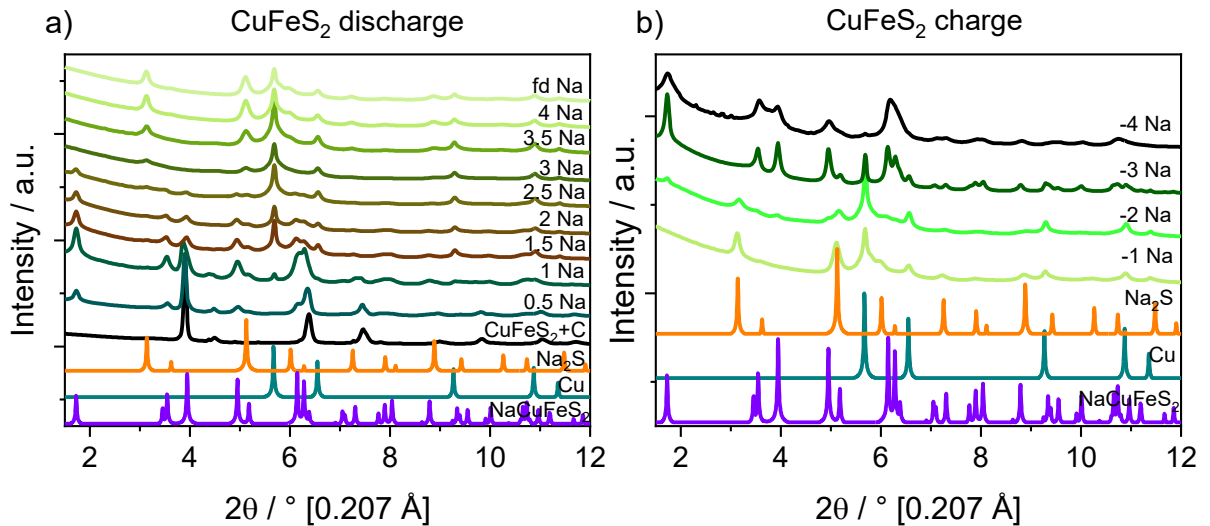 a)
CuFeS₂ discharge
Intensity / a.u.
fd Na
4 Na
3.5 Na
3 Na
2.5 Na
2 Na
1.5 Na
1 Na
0.5 Na
CuFeS₂+C
Na₂S
Cu
NaCuFeS₂
2 4 6 8 10 12
2θ / ° [0.207 Å]
b)
CuFeS₂ charge
Intensity / a.u.
-4 Na
-3 Na
-2 Na
-1 Na
Na₂S
Cu
NaCuFeS₂
2 4 6 8 10 12
2θ / ° [0.207 Å]